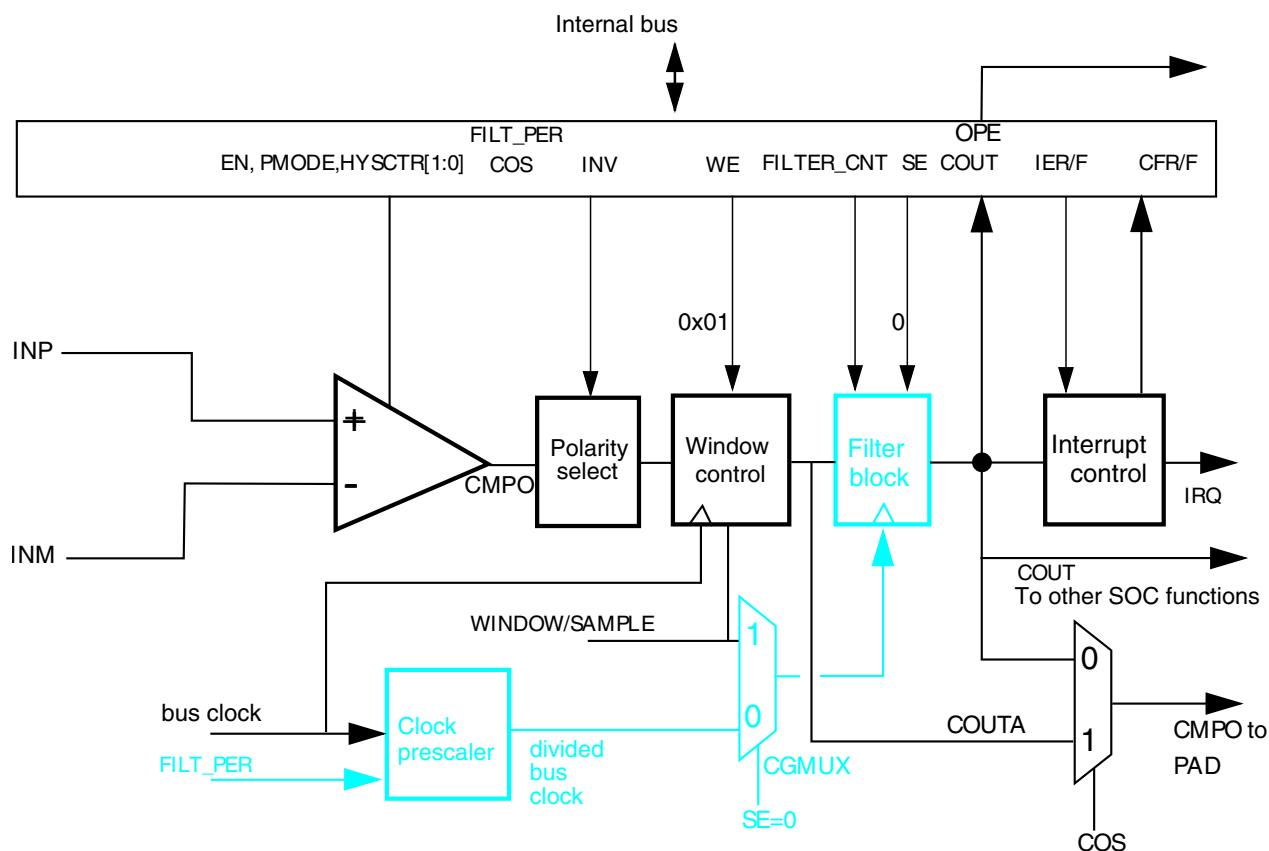 Internal bus
FILT_PER
OPE
EN, PMODE,HYSCTR[1:0]
COS
INV
WE
FILTER_CNT
SE
COUT
IER/F
CFR/F
0x01
0
INP
+
Polarity
select
Window
control
Filter
block
Interrupt
control
-
CMPO
IRQ
INM
COUT
To other SOC functions
WINDOW/SAMPLE
1
0
bus clock
Clock
prescaler
0
COUTA
1
CMPO to
PAD
FILT_PER
divided
bus
clock
CGMUX
SE=0
COS